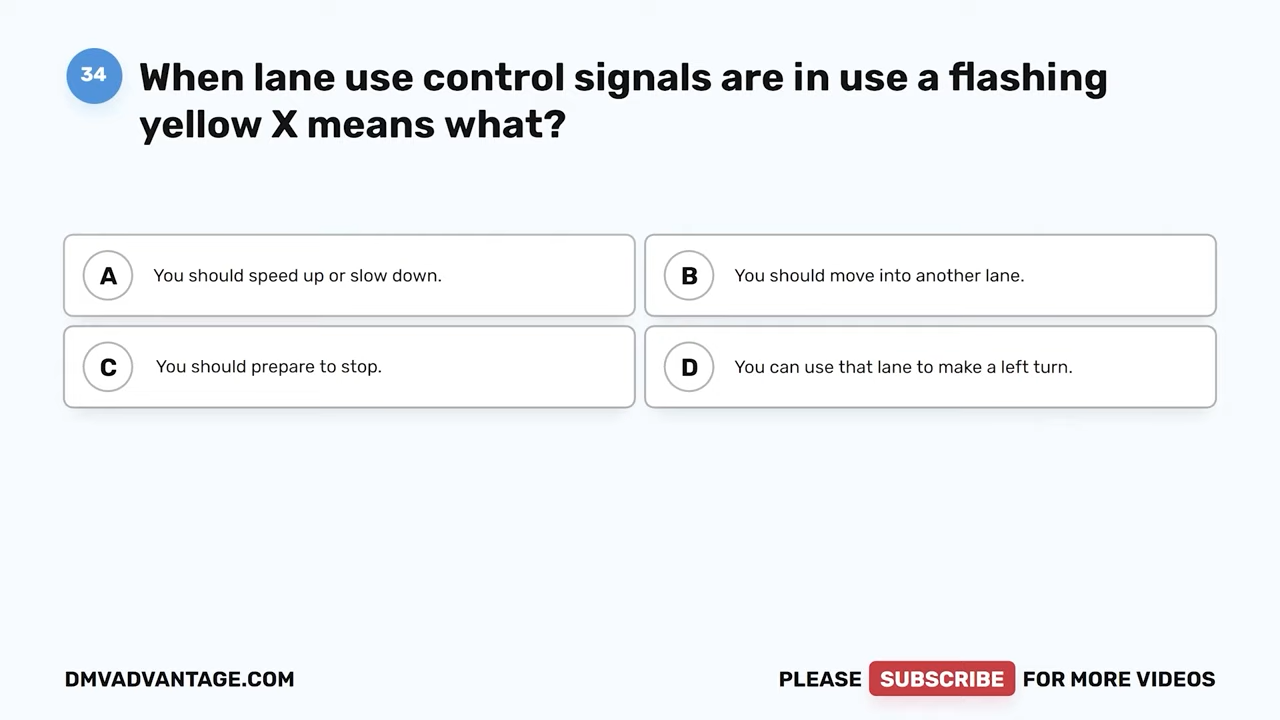 34
When lane use control signals are in use a flashing
yellow X means what?
A You should speed up or slow down.
B You should move into another lane.
C You should prepare to stop.
D You can use that lane to make a left turn.
DMVADVANTAGE.COM
PLEASE SUBSCRIBE FOR MORE VIDEOS